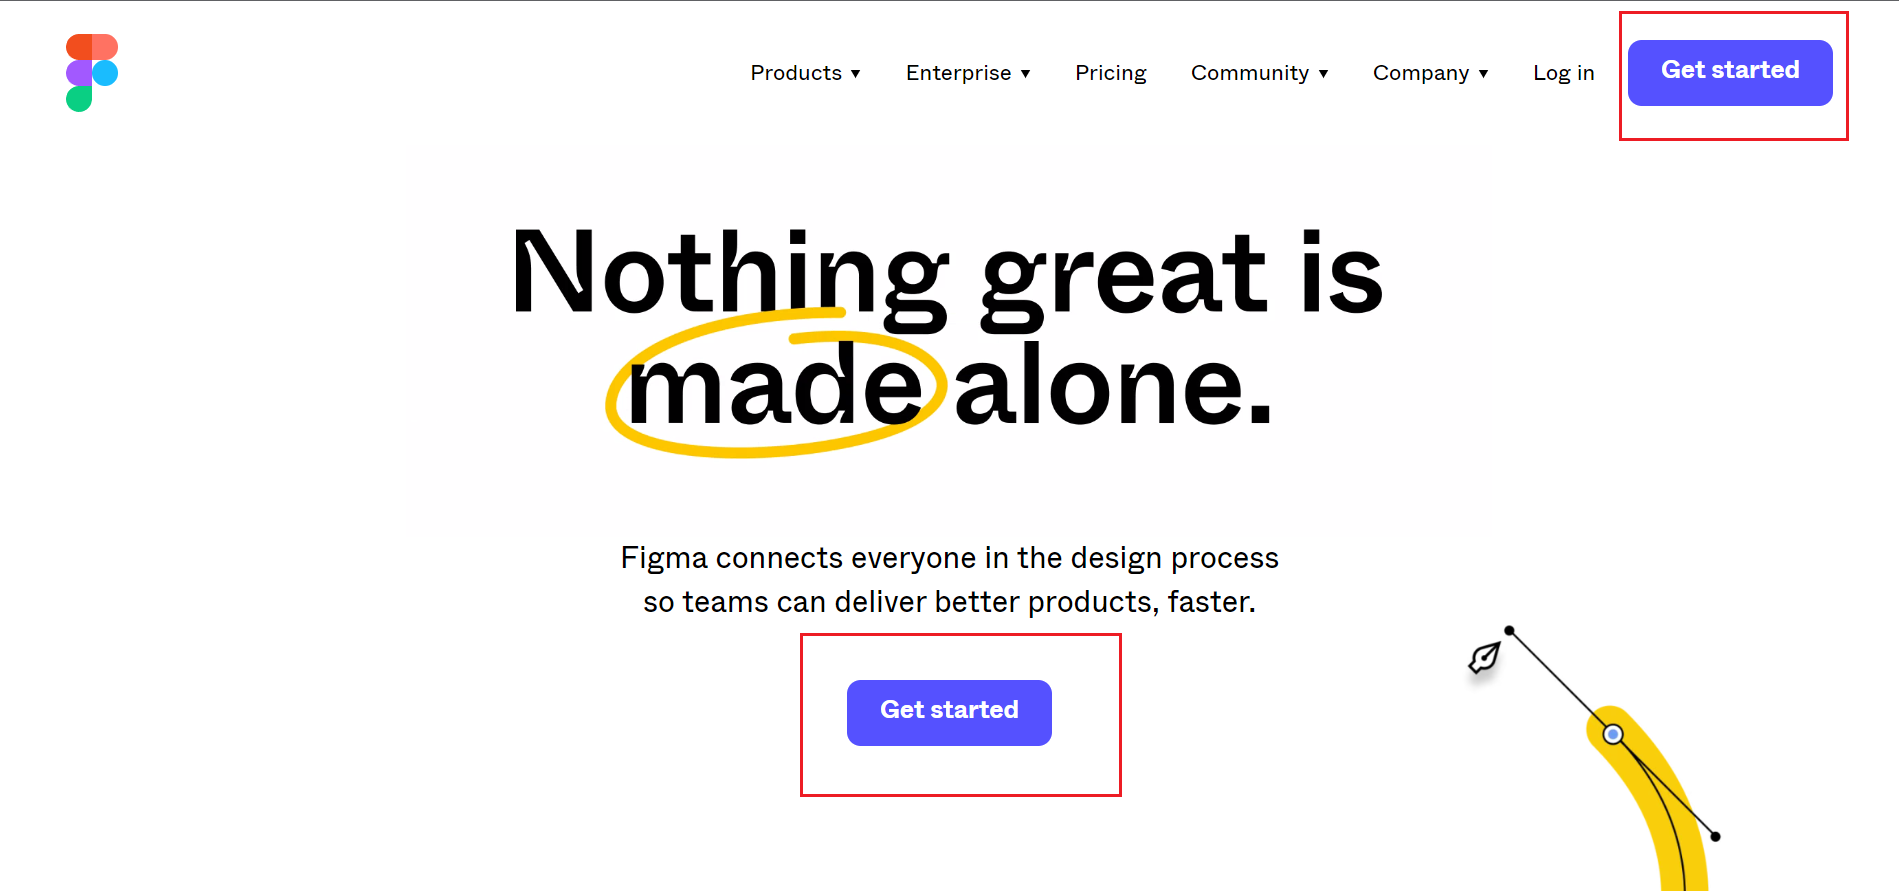 Products ▼ Enterprise ▼ Pricing Community ▼ Company ▼ Log in Get started
Nothing great is
made alone.
Figma connects everyone in the design process
so teams can deliver better products, faster.
Get started